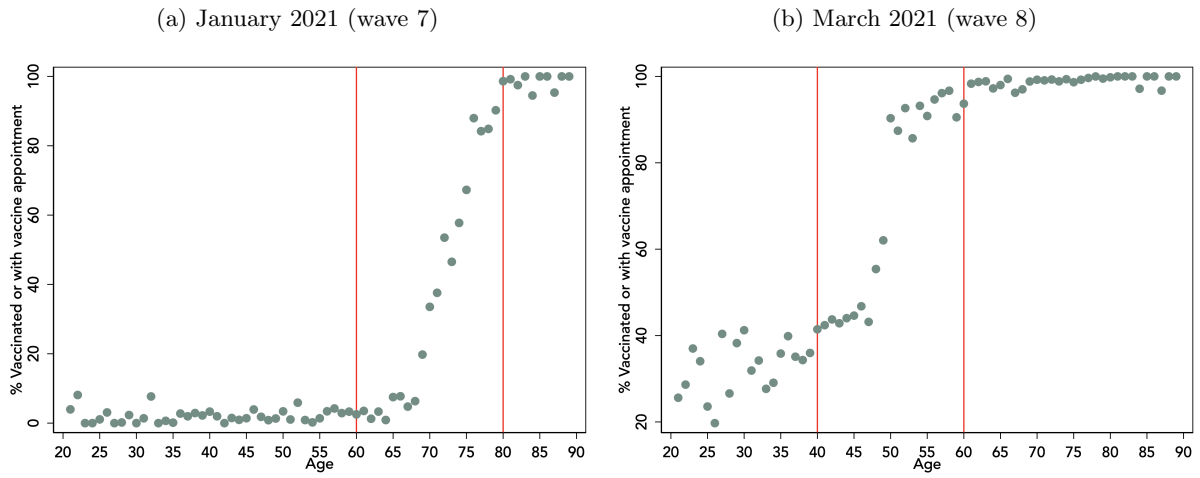 (a) January 2021 (wave 7)
% Vaccinated or with vaccine appointment
100
80
60
40
20
0
20 25 30 35 40 45 50 55 60 65 70 75 80 85 90
Age
(b) March 2021 (wave 8)
% Vaccinated or with vaccine appointment
100
80
60
40
20
20 25 30 35 40 45 50 55 60 65 70 75 80 85 90
Age